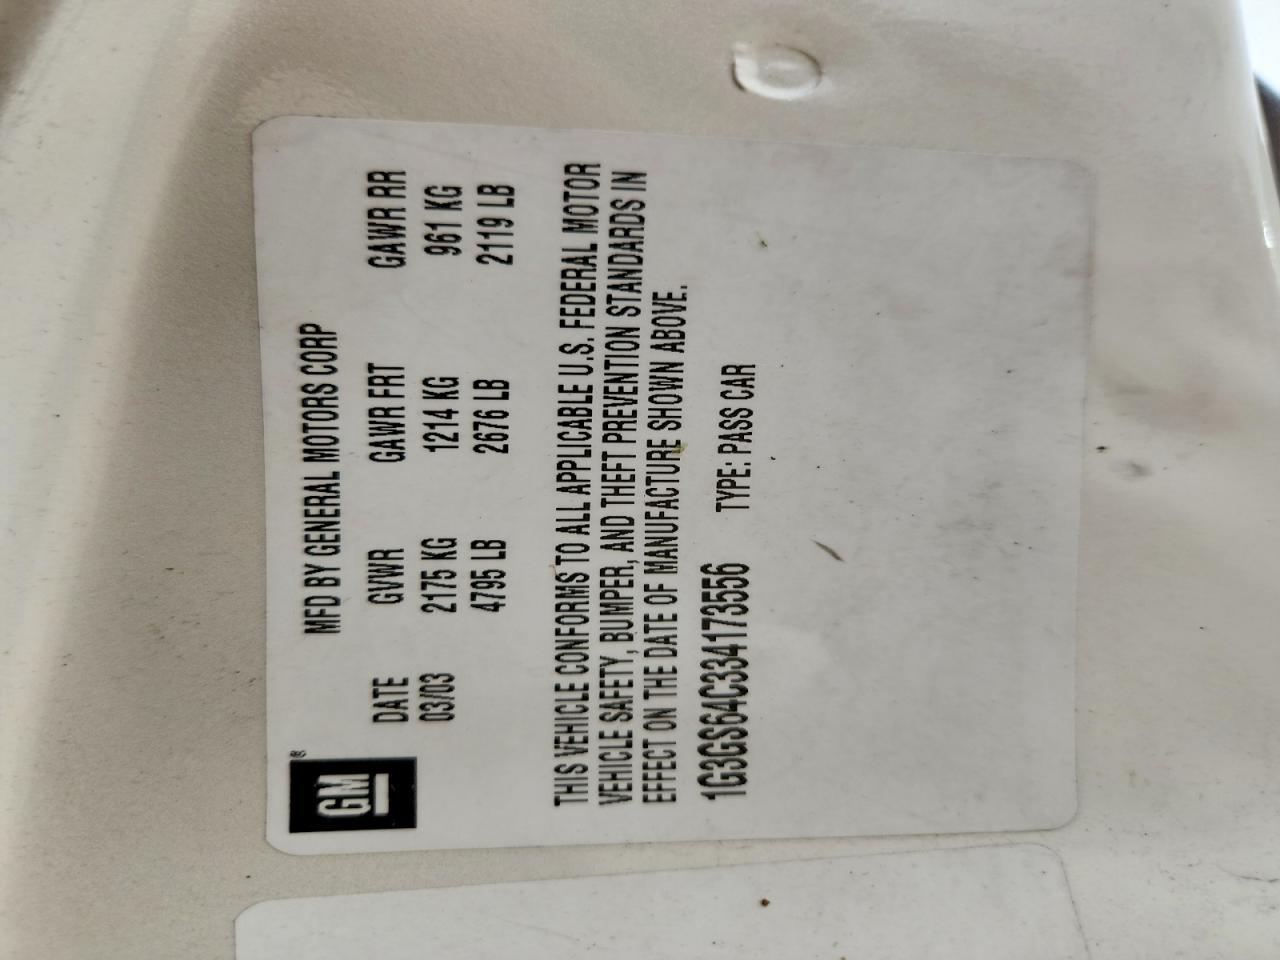 GM®
MFD BY GENERAL MOTORS CORP
DATE GVWR GAWR FRT GAWR RR
03/03 2175 KG 1214 KG 961 KG
4795 LB 2676 LB 2119 LB
THIS VEHICLE CONFORMS TO ALL APPLICABLE U.S. FEDERAL MOTOR
VEHICLE SAFETY, BUMPER, AND THEFT PREVENTION STANDARDS IN
EFFECT ON THE DATE OF MANUFACTURE SHOWN ABOVE.
1G3GS64C334173556 TYPE: PASS CAR